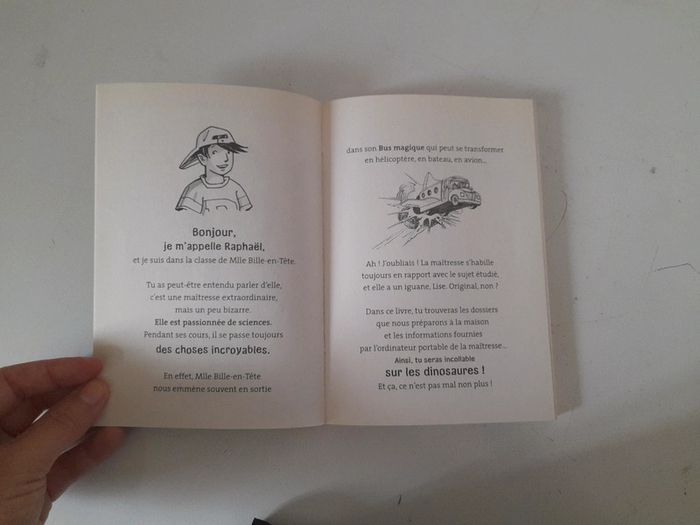 Bonjour,
je m'appelle Raphaël,
et je suis dans la classe de Mlle Bille-en-Tête.
Tu as peut-être entendu parler d'elle,
c'est une maîtresse extraordinaire,
mais un peu bizarre.
Elle est passionnée de sciences.
Pendant ses cours, il se passe toujours
des choses incroyables.
En effet, Mlle Bille-en-Tête
nous emmène souvent en sortie
dans son Bus magique qui peut se transformer
en hélicoptère, en bateau, en avion...
Ah ! J'oubliais ! La maîtresse s'habille
toujours en rapport avec le sujet étudié,
et elle a un iguane, Lise. Original, non ?
Dans ce livre, tu trouveras les dossiers
que nous préparons à la maison
et les informations fournies
par l'ordinateur portable de la maîtresse...
Ainsi, tu seras incollable
sur les dinosaures !
Et ça, ce n'est pas mal non plus !